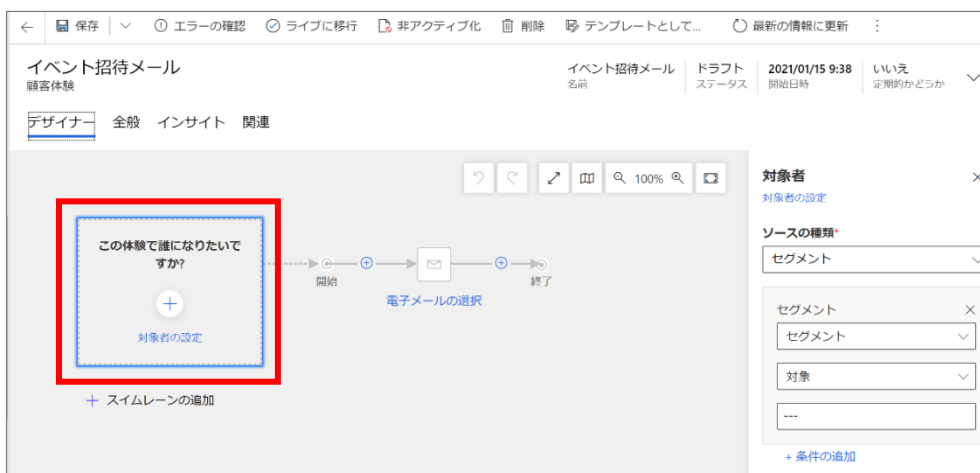 保存 エラーの確認 ライブに移行 非アクティブ化 削除 テンプレートとして... 最新の情報に更新
イベント招待メール
顧客体験
イベント招待メール ドラフト 2021/01/15 9:38 いいえ
名前 ステータス 開始日時 定期的かどうか
デザイナー 全般 インサイト 関連
100%
この体験で誰になりたいで
すか?
対象者の設定
開始
電子メールの選択
終了
+ スイムレーンの追加
対象者
対象者の設定
ソースの種類*
セグメント
セグメント
セグメント
対象
---
+ 条件の追加